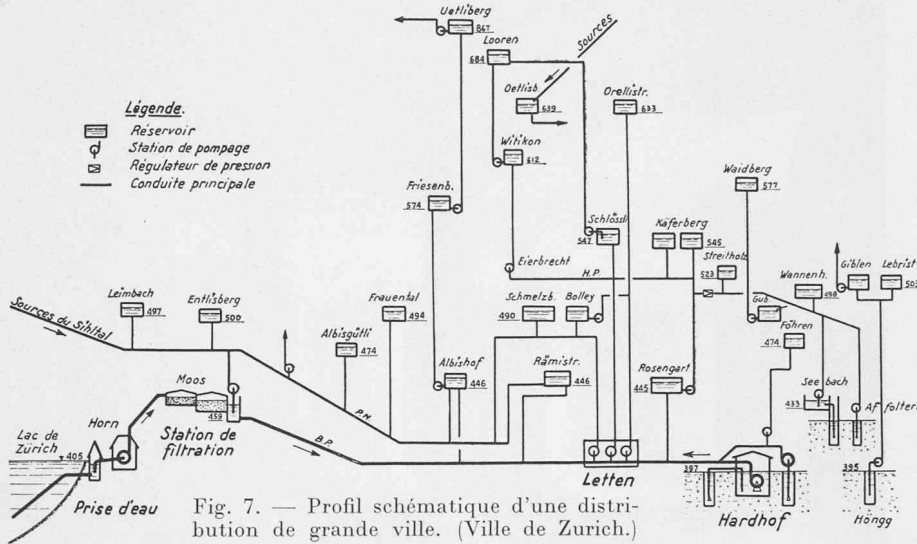 Uetliberg
867
Looren
684
Sources
Oetlisb.
639
Orellistr.
633
Légende.
Réservoir
Station de pompage
Régulateur de pression
Conduite principale
Witikon
612
Waidberg
577
Friesenb.
574
Schlössli
547
Käferberg
545
Streitholz
523
Giblen
Lebrist
503
Eierbrecht
H.P.
Wannenh.
498
Leimbach
497
Entlisberg
500
Frauental
494
Schmelzb.
490
Bolley
Gub
Föhren
474
Sources du Sihltal
Albisgütli
474
Albishof
446
Rämistr.
446
Rosengart
445
Seebach
433
Affoltern
Moos
459
Horn
P.H.
B.P.
Station de
filtration
Lac de
Zürich
405
Prise d'eau
Letten
397
Hardhof
395
Höngg
Fig. 7. — Profil schématique d'une distri-
bution de grande ville. (Ville de Zurich.)